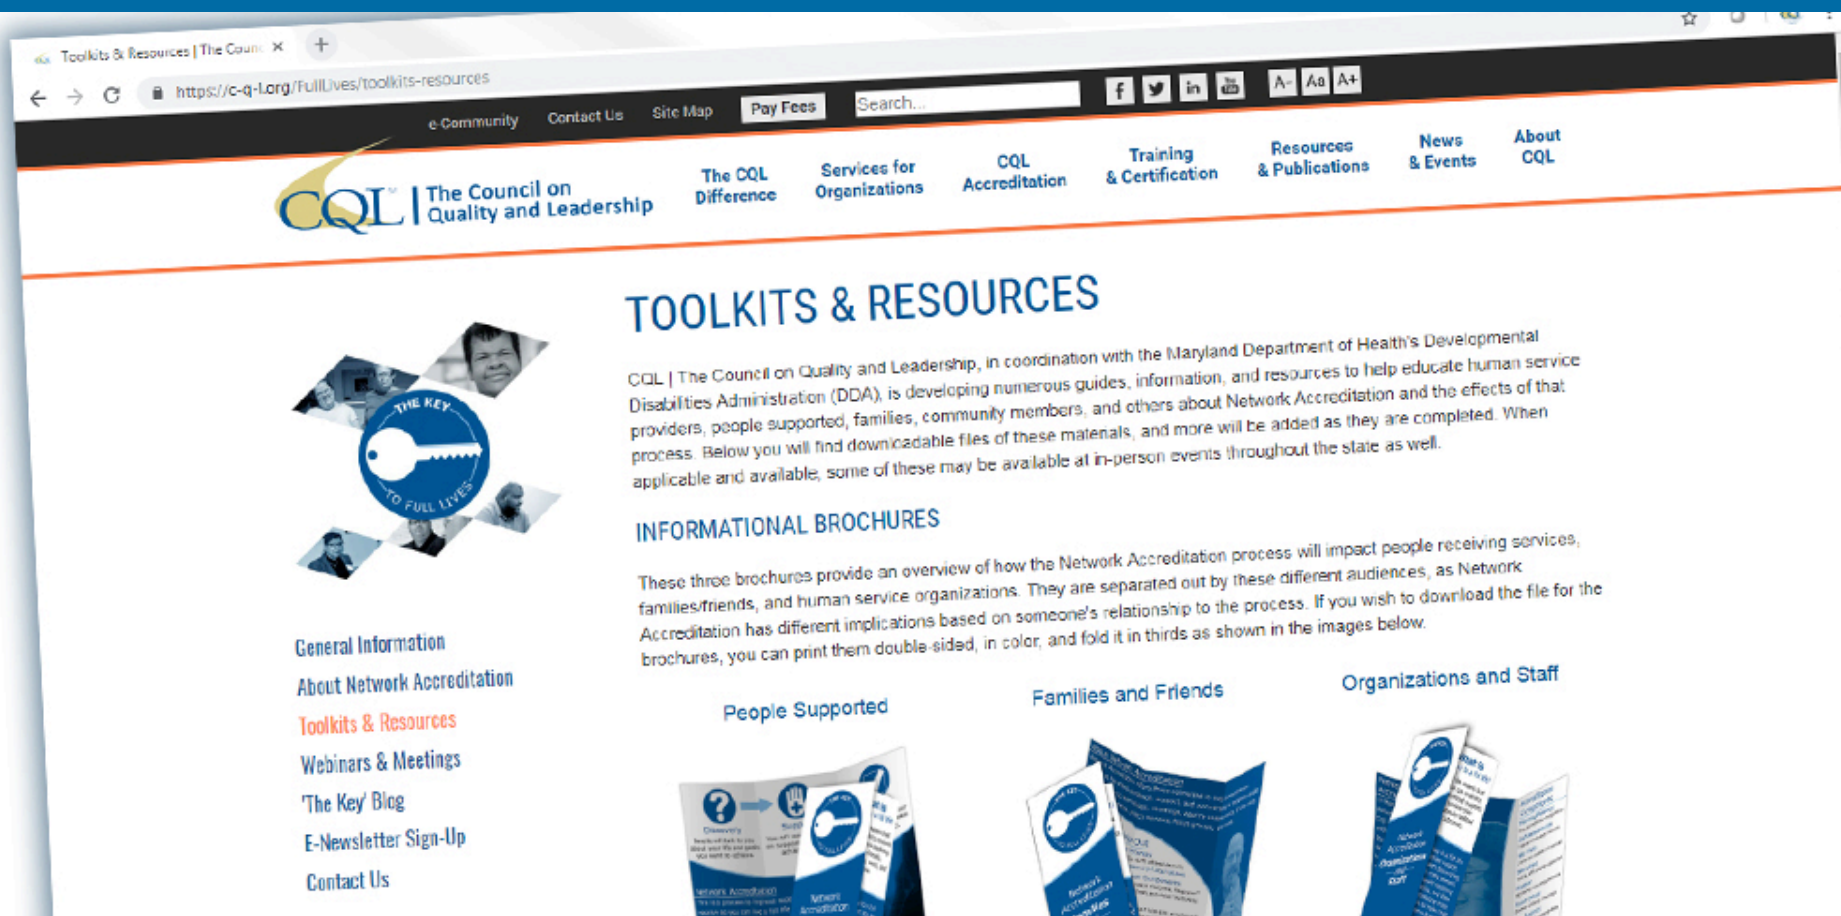 Toolkits & Resources | The Counc
https://c-q-l.org/FullLives/toolkits-resources
e-Community Contact Us Site Map Pay Fees Search... A- Aa A+
CQL | The Council on
Quality and Leadership
The CQL
Difference
Services for
Organizations
CQL
Accreditation
Training
& Certification
Resources
& Publications
News
& Events
About
CQL
THE KEY
TO FULL LIVES
General Information
About Network Accreditation
Toolkits & Resources
Webinars & Meetings
'The Key' Blog
E-Newsletter Sign-Up
Contact Us
TOOLKITS & RESOURCES
CQL | The Council on Quality and Leadership, in coordination with the Maryland Department of Health's Developmental
Disabilities Administration (DDA), is developing numerous guides, information, and resources to help educate human service
providers, people supported, families, community members, and others about Network Accreditation and the effects of that
process. Below you will find downloadable files of these materials, and more will be added as they are completed. When
applicable and available, some of these may be available at in-person events throughout the state as well.
INFORMATIONAL BROCHURES
These three brochures provide an overview of how the Network Accreditation process will impact people receiving services,
families/friends, and human service organizations. They are separated out by these different audiences, as Network
Accreditation has different implications based on someone's relationship to the process. If you wish to download the file for the
brochures, you can print them double-sided, in color, and fold it in thirds as shown in the images below.
People Supported
Families and Friends
Organizations and Staff
Discovery
Network Accreditation
Network
Accreditation
Network
Accreditation
Network
Accreditation
Organizations
Staff